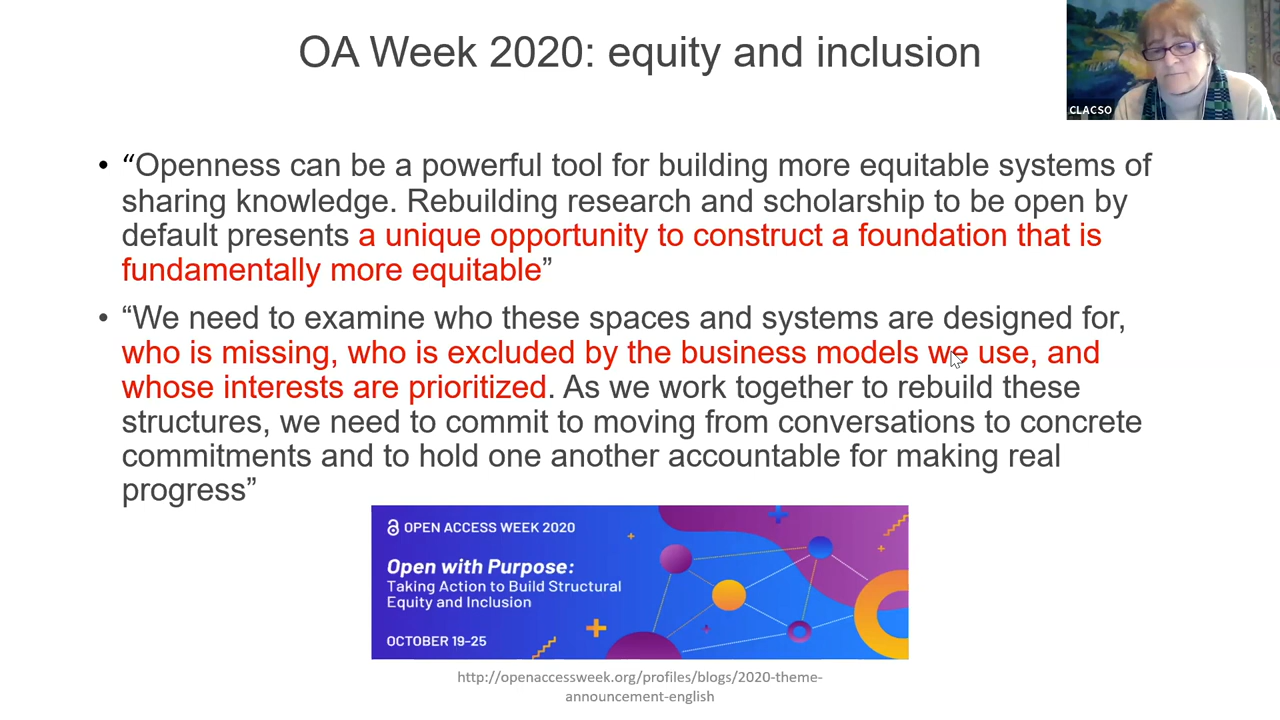 OA Week 2020: equity and inclusion
CLACSO
• “Openness can be a powerful tool for building more equitable systems of
sharing knowledge. Rebuilding research and scholarship to be open by
default presents a unique opportunity to construct a foundation that is
fundamentally more equitable”
• “We need to examine who these spaces and systems are designed for,
who is missing, who is excluded by the business models we use, and
whose interests are prioritized. As we work together to rebuild these
structures, we need to commit to moving from conversations to concrete
commitments and to hold one another accountable for making real
progress”
OPEN ACCESS WEEK 2020
Open with Purpose:
Taking Action to Build Structural
Equity and Inclusion
OCTOBER 19-25
http://openaccessweek.org/profiles/blogs/2020-theme-
announcement-english